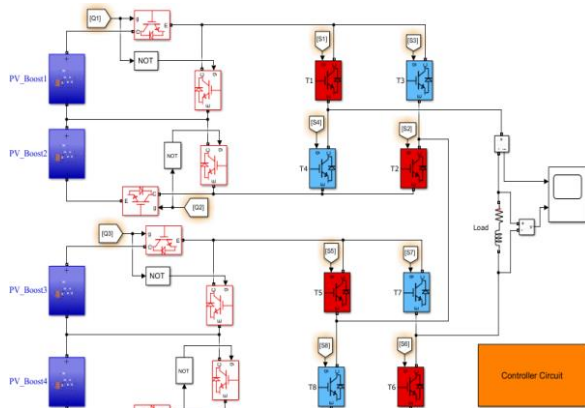 [Q1]
[S1]
[S3]
NOT
PV_Boost1
T1
T3
[S4]
[S2]
PV_Boost2
NOT
T4
T2
[Q2]
Load
[Q3]
[S5]
[S7]
NOT
PV_Boost3
T5
T7
[S8]
[S6]
NOT
PV_Boost4
T8
T6
Controller Circuit